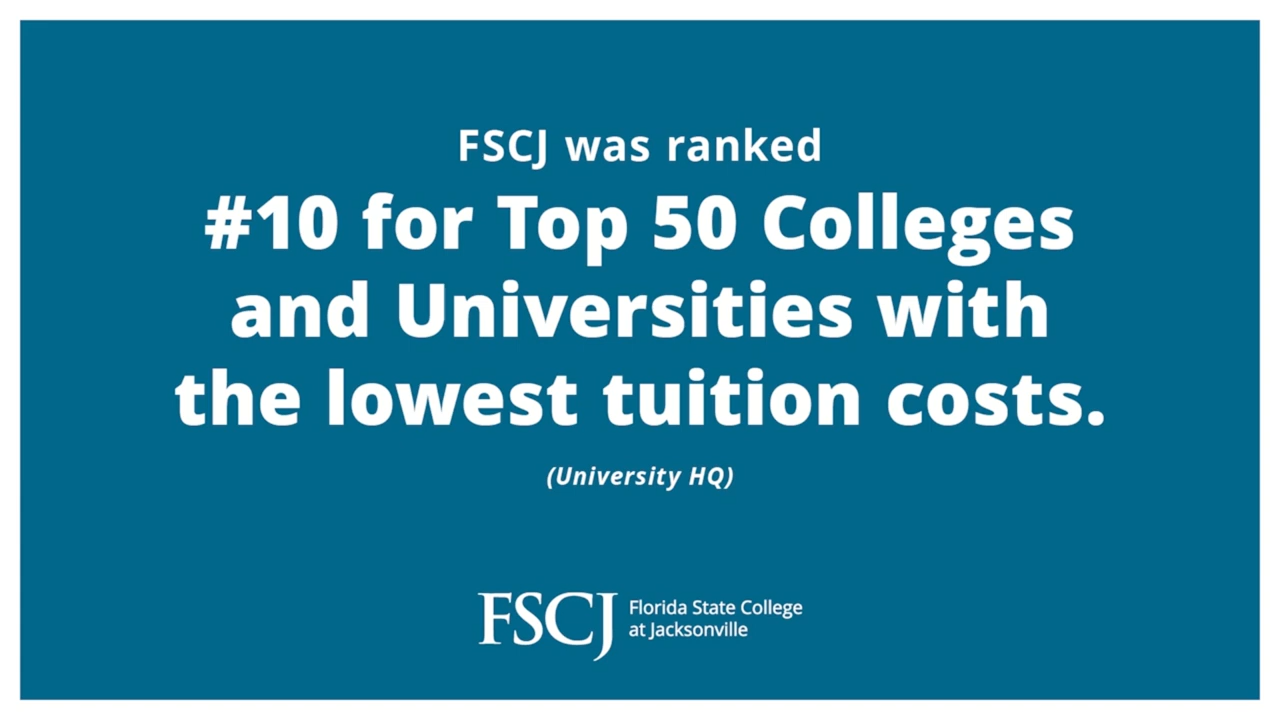 FSCJ was ranked
#10 for Top 50 Colleges
and Universities with
the lowest tuition costs.
(University HQ)
FSCJ Florida State College
at Jacksonville